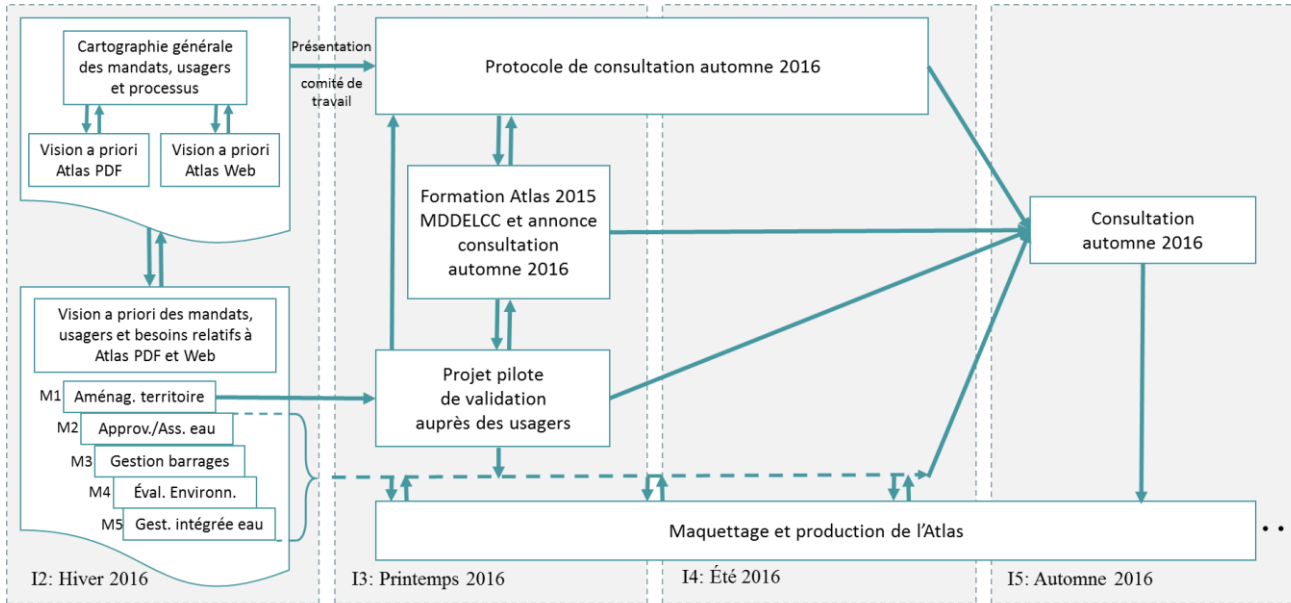 Cartographie générale
des mandats, usagers
et processus
Vision a priori
Atlas PDF
Vision a priori
Atlas Web
Présentation
comité de
travail
Protocole de consultation automne 2016
Formation Atlas 2015
MDDELCC et annonce
consultation
automne 2016
Consultation
automne 2016
Vision a priori des mandats,
usagers et besoins relatifs à
Atlas PDF et Web
M1 Aménag. territoire
M2 Approv./Ass. eau
M3 Gestion barrages
M4 Éval. Environn.
M5 Gest. intégrée eau
Projet pilote
de validation
auprès des usagers
Maquettage et production de l’Atlas
. .
I2: Hiver 2016
I3: Printemps 2016
I4: Été 2016
I5: Automne 2016